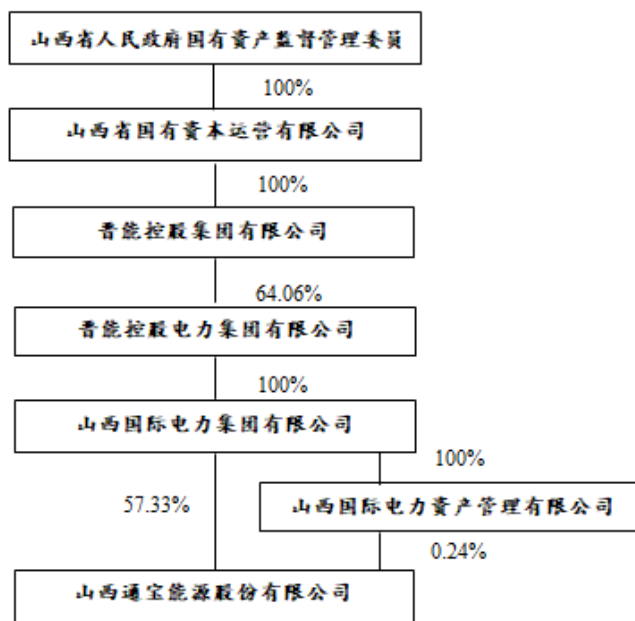 山西省人民政府国有资产监督管理委员
100%
山西省国有资本运营有限公司
100%
晋能控股集团有限公司
64.06%
晋能控股电力集团有限公司
100%
山西国际电力集团有限公司
100%
57.33%
山西国际电力资产管理有限公司
0.24%
山西通宝能源股份有限公司